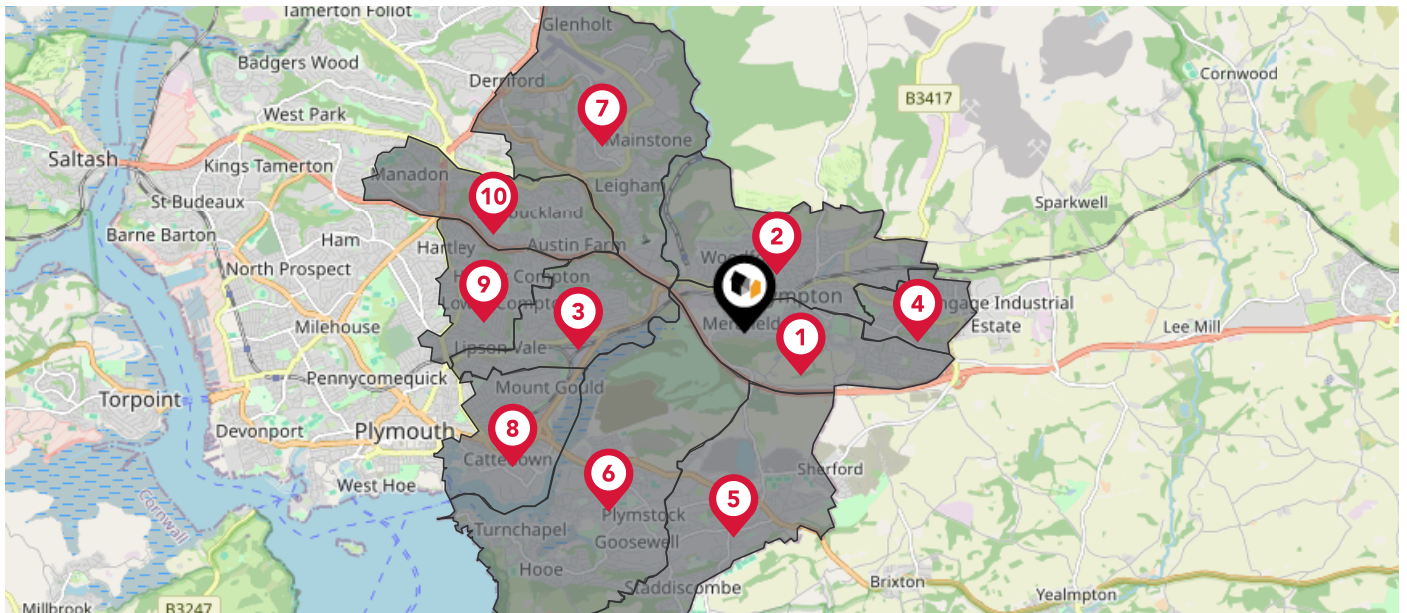 Tamerton Foliot
Glenholt
Badgers Wood
Derriford
Cornwood
B3417
7
West Park
Mainstone
Saltash
Kings Tamerton
Manadon
Leigham
10
St Budeaux
Sparkwell
Buckland
Barne Barton
Ham
Hartley
Austin Farm
2
North Prospect
Compton
9
3
4
Industrial
Estate
Milehouse
1
Lee Mill
Lipson Vale
Pennycomequick
Mount Gould
Torpoint
Devonport
Plymouth
8
Cattedown
Sherford
6
5
West Hoe
Cornwall
Turnchapel
Plymstock
Goosewell
Hooe
Staddiscombe
Brixton
Yealmpton
Millbrook
B3247